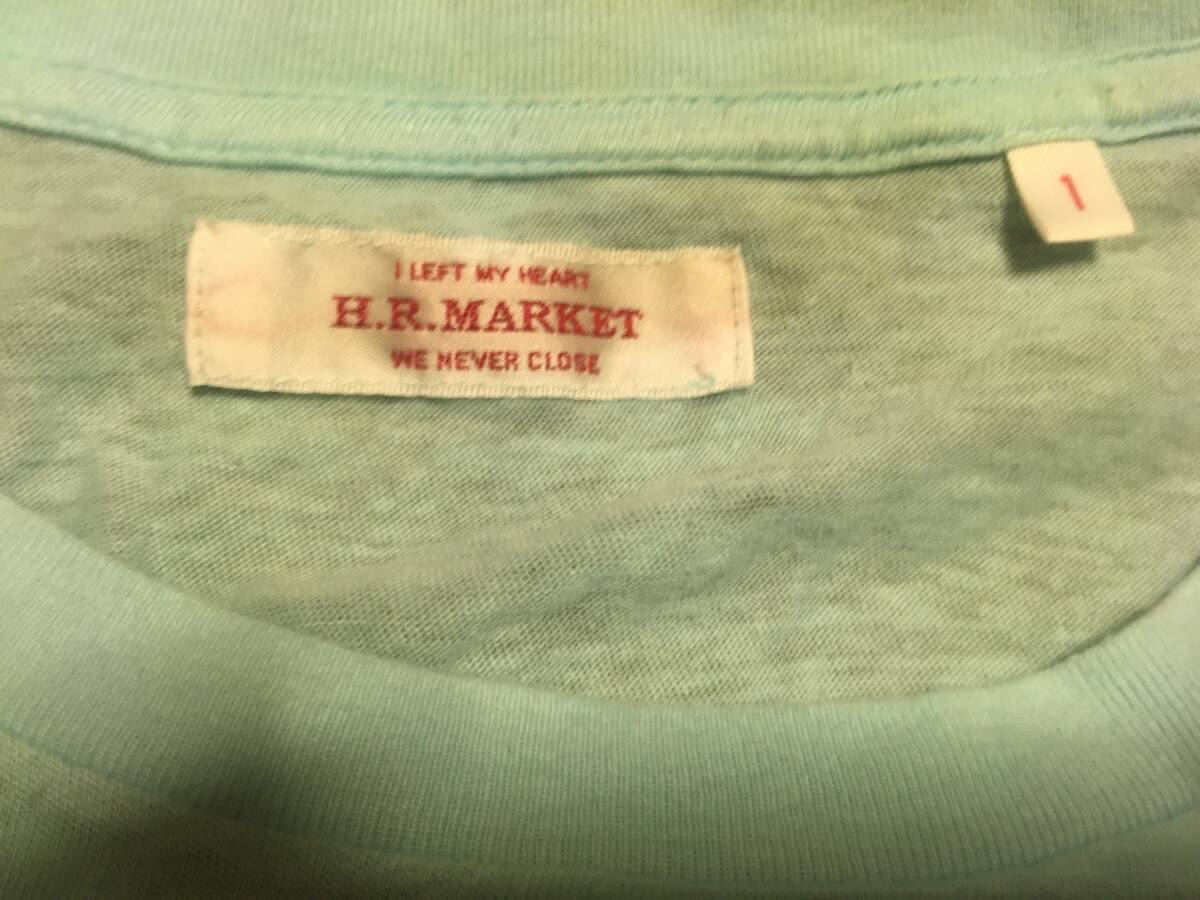 I LEFT MY HEART
H.R.MARKET
WE NEVER CLOSE
1